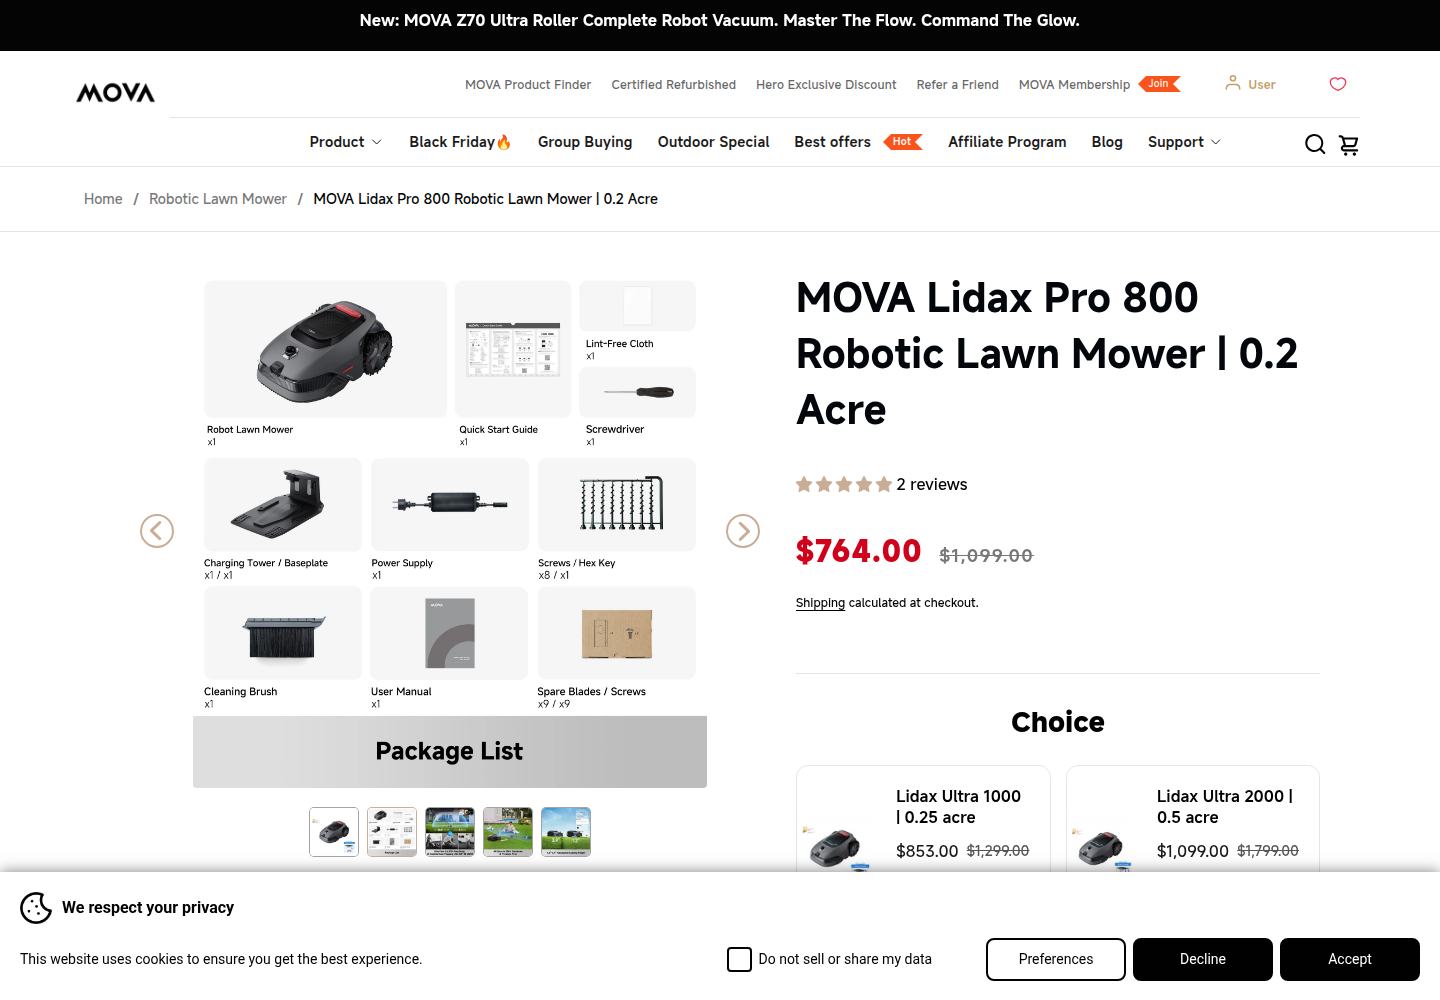 New: MOVA Z70 Ultra Roller Complete Robot Vacuum. Master The Flow. Command The Glow.
MOVA
MOVA Product Finder Certified Refurbished Hero Exclusive Discount Refer a Friend MOVA Membership Join User
Product Black Friday🔥 Group Buying Outdoor Special Best offers Hot Affiliate Program Blog Support
Home / Robotic Lawn Mower / MOVA Lidax Pro 800 Robotic Lawn Mower | 0.2 Acre
Robot Lawn Mower
x1
Quick Start Guide
x1
Lint-Free Cloth
x1
Screwdriver
x1
Charging Tower / Baseplate
x1 / x1
Power Supply
x1
Screws / Hex Key
x8 / x1
Cleaning Brush
x1
User Manual
x1
Spare Blades / Screws
x9 / x9
Package List
MOVA Lidax Pro 800
Robotic Lawn Mower | 0.2
Acre
2 reviews
$764.00 $1,099.00
Shipping calculated at checkout.
Choice
Lidax Ultra 1000
| 0.25 acre
$853.00 $1,299.00
Lidax Ultra 2000 |
0.5 acre
$1,099.00 $1,799.00
We respect your privacy
This website uses cookies to ensure you get the best experience.
Do not sell or share my data
Preferences
Decline
Accept